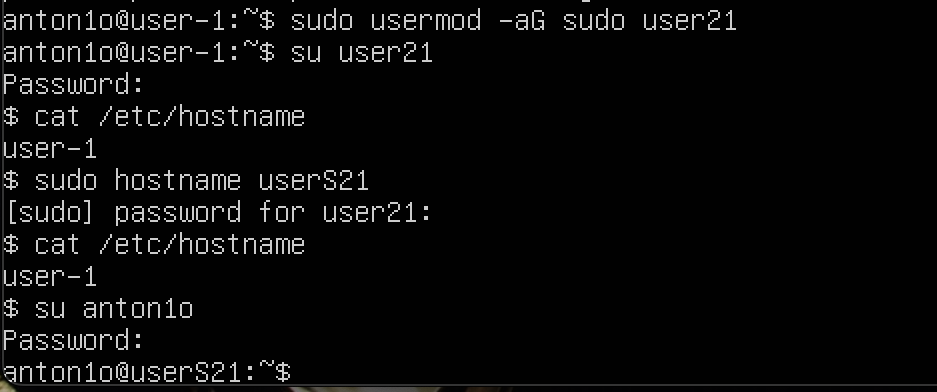 anton1o@user-1:~$ sudo usermod -aG sudo user21
anton1o@user-1:~$ su user21
Password:
$ cat /etc/hostname
user-1
$ sudo hostname userS21
[sudo] password for user21:
$ cat /etc/hostname
user-1
$ su anton1o
Password:
anton1o@userS21:~$